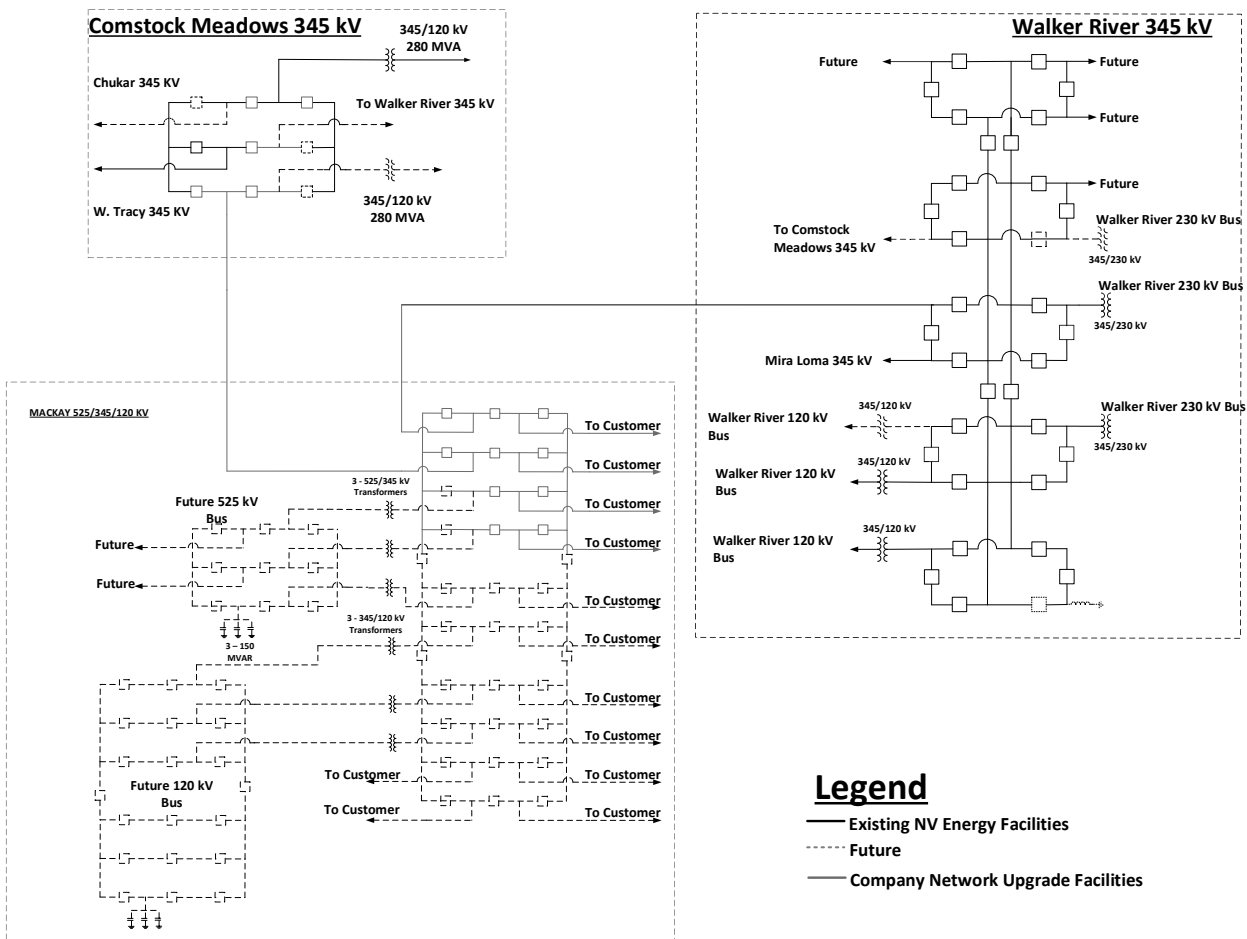 Comstock Meadows 345 kV
345/120 kV
280 MVA
Chukar 345 KV
To Walker River 345 kV
W. Tracy 345 KV
345/120 kV
280 MVA
Walker River 345 kV
Future
Future
Future
Future
To Comstock
Meadows 345 kV
Walker River 230 kV Bus
345/230 kV
Walker River 230 kV Bus
345/230 kV
Mira Loma 345 kV
345/120 kV
Walker River 120 kV
Bus
Walker River 230 kV Bus
345/230 kV
345/120 kV
Walker River 120 kV
Bus
345/120 kV
Walker River 120 kV
Bus
MACKAY 525/345/120 KV
To Customer
To Customer
3 - 525/345 kV
Transformers
To Customer
Future 525 kV
Bus
To Customer
Future
Future
To Customer
3 - 345/120 kV
Transformers
To Customer
3 – 150
MVAR
To Customer
To Customer
To Customer
To Customer
Future 120 kV
Bus
To Customer
To Customer
Legend
Existing NV Energy Facilities
Future
Company Network Upgrade Facilities